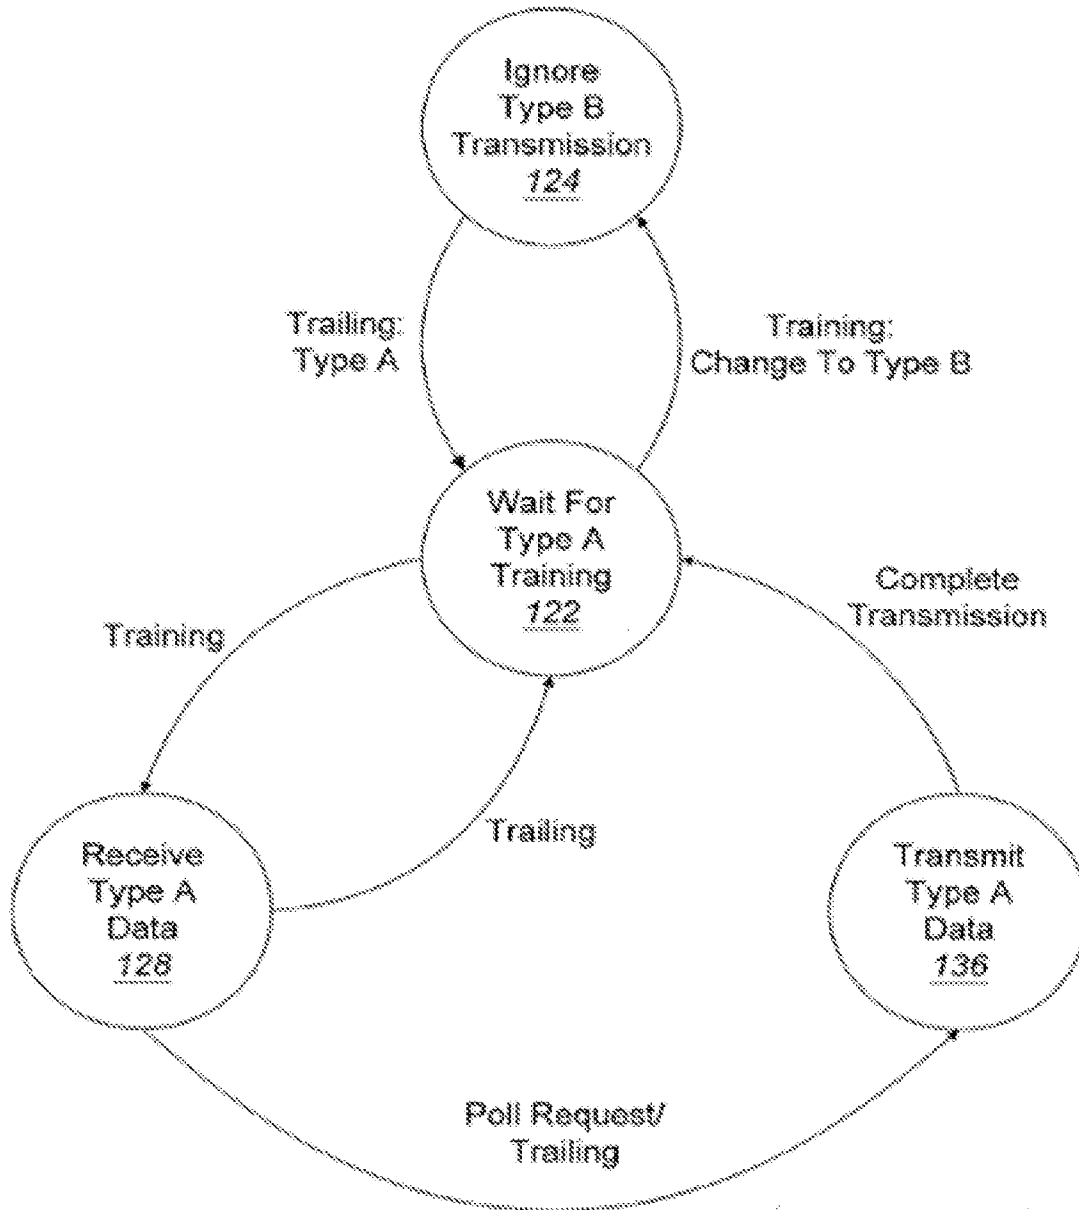 Ignore
Type B
Transmission
124
Trailing:
Type A
Training:
Change To Type B
Wait For
Type A
Training
122
Complete
Transmission
Training
Trailing
Receive
Type A
Data
128
Transmit
Type A
Data
136
Poll Request/
Trailing